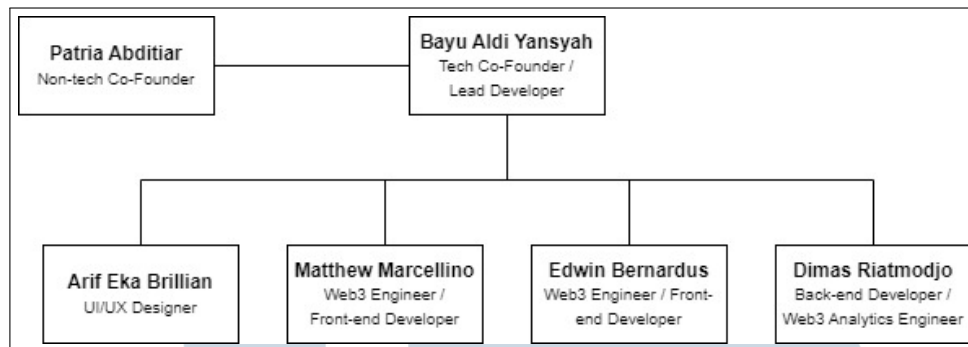 Patria Abditiar
Non-tech Co-Founder
Bayu Aldi Yansyah
Tech Co-Founder /
Lead Developer
Arif Eka Brillian
UI/UX Designer
Matthew Marcellino
Web3 Engineer /
Front-end Developer
Edwin Bernardus
Web3 Engineer / Front-
end Developer
Dimas Riatmodjo
Back-end Developer /
Web3 Analytics Engineer